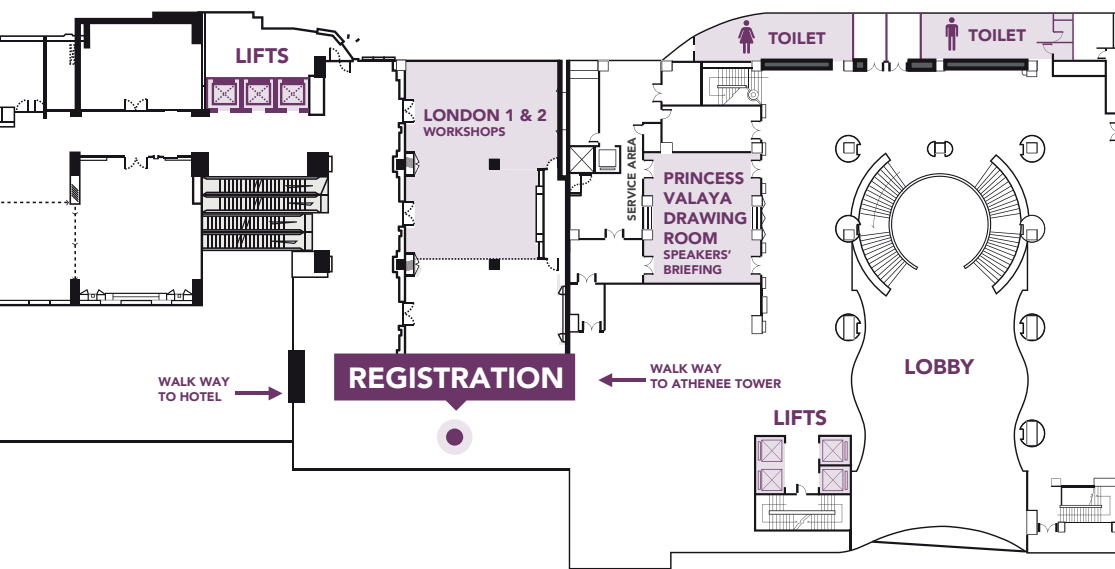 TOILET
TOILET
LIFTS
LONDON 1 & 2
WORKSHOPS
SERVICE AREA
PRINCESS
VALAYA
DRAWING
ROOM
SPEAKERS’
BRIEFING
REGISTRATION
WALK WAY
TO HOTEL
WALK WAY
TO ATHENEE TOWER
LOBBY
LIFTS